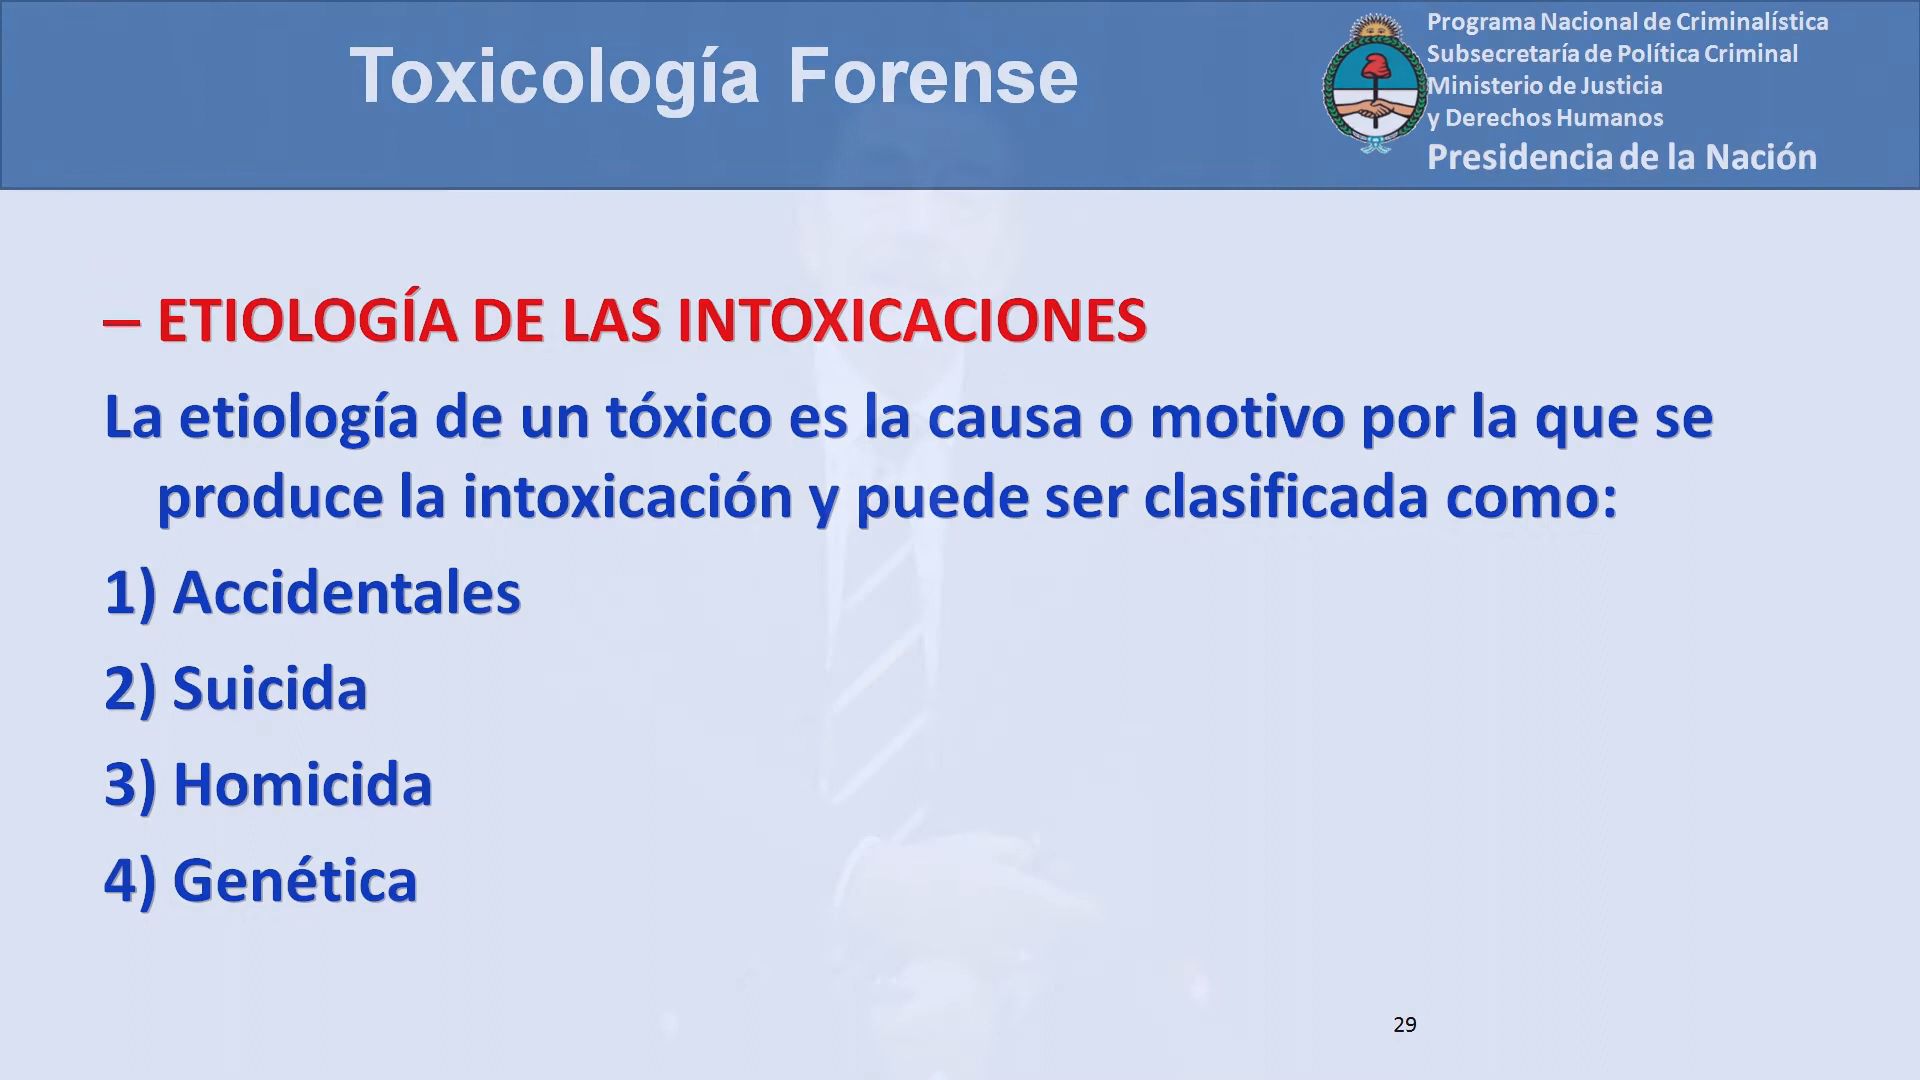 Toxicología Forense
Programa Nacional de Criminalística
Subsecretaría de Política Criminal
Ministerio de Justicia
y Derechos Humanos
Presidencia de la Nación
– ETIOLOGÍA DE LAS INTOXICACIONES
La etiología de un tóxico es la causa o motivo por la que se
produce la intoxicación y puede ser clasificada como:
1) Accidentales
2) Suicida
3) Homicida
4) Genética
29